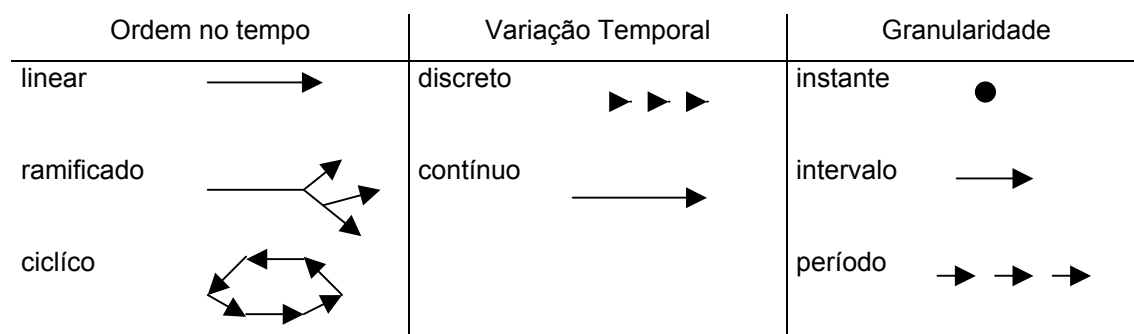 Ordem no tempo Variação Temporal Granularidade
linear discreto instante
ramificado contínuo intervalo
ciclíco período